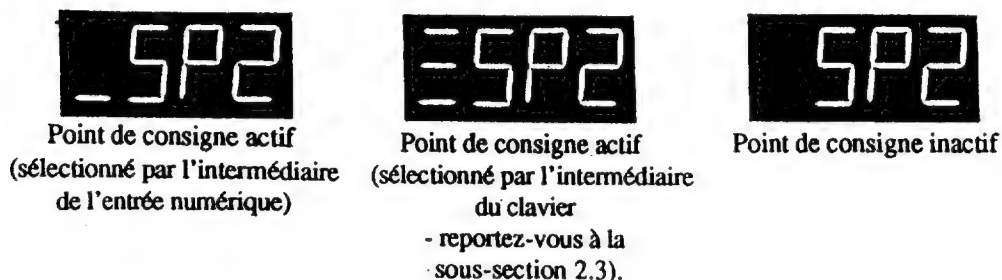 _SP2
≡SP2
SP2
Point de consigne actif
(sélectionné par l'intermédiaire
de l'entrée numérique)
Point de consigne actif
(sélectionné par l'intermédiaire
du clavier
- reportez-vous à la
sous-section 2.3).
Point de consigne inactif